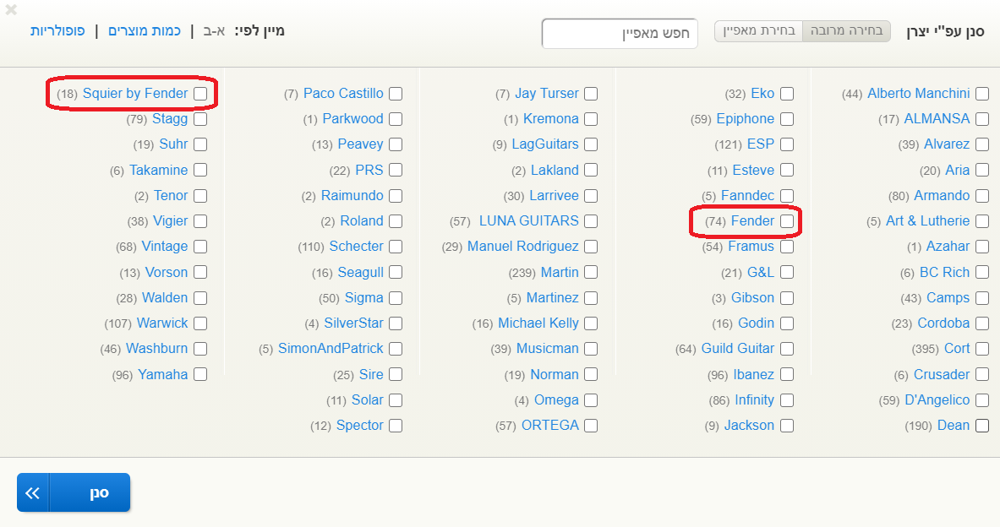 סנן עפ"י יצרן
בחירה מרובה
בחירת מאפיין
חפש מאפיין
מיין לפי: א-ב | כמות מוצרים | פופולריות
Alberto Manchini (44)
ALMANSA (17)
Alvarez (39)
Aria (20)
Armando (80)
Art & Lutherie (5)
Azahar (1)
BC Rich (6)
Camps (43)
Cordoba (23)
Cort (395)
Crusader (6)
D'Angelico (59)
Dean (190)
Eko (32)
Epiphone (59)
ESP (121)
Esteve (11)
Fanndec (5)
Fender (74)
Framus (54)
G&L (21)
Gibson (3)
Godin (16)
Guild Guitar (64)
Ibanez (96)
Infinity (86)
Jackson (9)
Jay Turser (7)
Kremona (1)
LagGuitars (9)
Lakland (2)
Larrivee (30)
LUNA GUITARS (57)
Manuel Rodriguez (29)
Martin (239)
Martinez (5)
Michael Kelly (16)
Musicman (39)
Norman (19)
Omega (4)
ORTEGA (57)
Paco Castillo (7)
Parkwood (1)
Peavey (13)
PRS (22)
Raimundo (2)
Roland (2)
Schecter (110)
Seagull (16)
Sigma (50)
SilverStar (4)
SimonAndPatrick (5)
Sire (25)
Solar (11)
Spector (12)
Squier by Fender (18)
Stagg (79)
Suhr (19)
Takamine (6)
Tenor (2)
Vigier (38)
Vintage (68)
Vorson (13)
Walden (28)
Warwick (107)
Washburn (46)
Yamaha (96)
סנן